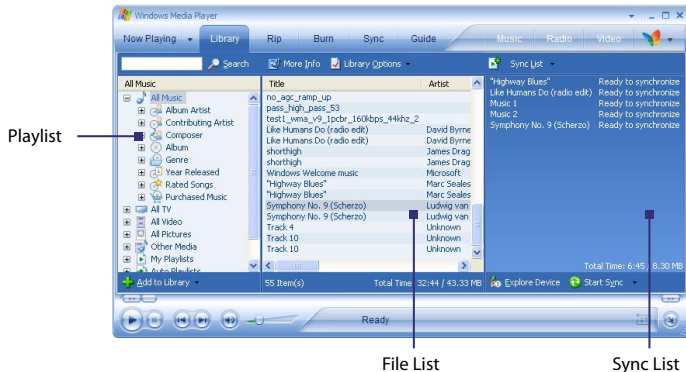 Windows Media Player
Now Playing Library Rip Burn Sync Guide Music Radio Video
Search More Info Library Options Sync List
All Music
All Music
Album Artist
Contributing Artist
Composer
Album
Genre
Year Released
Rated Songs
Purchased Music
All TV
All Video
All Pictures
Other Media
My Playlists
Auto Playlists
Add to Library
Title Artist
no_agc_ramp_up
pass_high_pass_53
test1_wma_v9_1pcbr_160kbps_44khz_2
Like Humans Do (radio edit) David Byrne
Like Humans Do (radio edit) David Byrne
shorthigh James Drag
shorthigh James Drag
Windows Welcome music Microsoft
"Highway Blues" Marc Seales
"Highway Blues" Marc Seales
Symphony No. 9 (Scherzo) Ludwig van
Symphony No. 9 (Scherzo) Ludwig van
Track 4 Unknown
Track 10 Unknown
Track 10 Unknown
55 Item(s) Total Time: 32:44 / 43.33 MB
"Highway Blues" Ready to synchronize
Like Humans Do (radio edit) Ready to synchronize
Music 1 Ready to synchronize
Music 2 Ready to synchronize
Symphony No. 9 (Scherzo) Ready to synchronize
Total Time: 6:45 / 8.30 MB
Explore Device Start Sync
Ready
Playlist
File List
Sync List